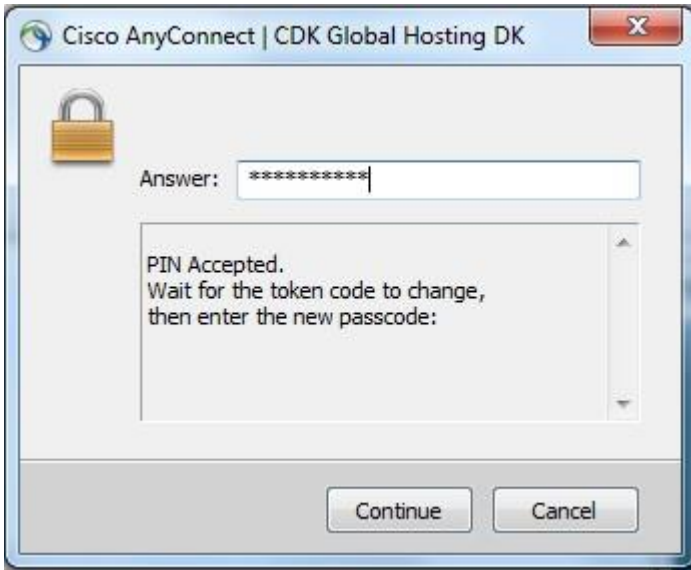 Cisco AnyConnect | CDK Global Hosting DK
Answer: **********
PIN Accepted.
Wait for the token code to change,
then enter the new passcode:
Continue Cancel